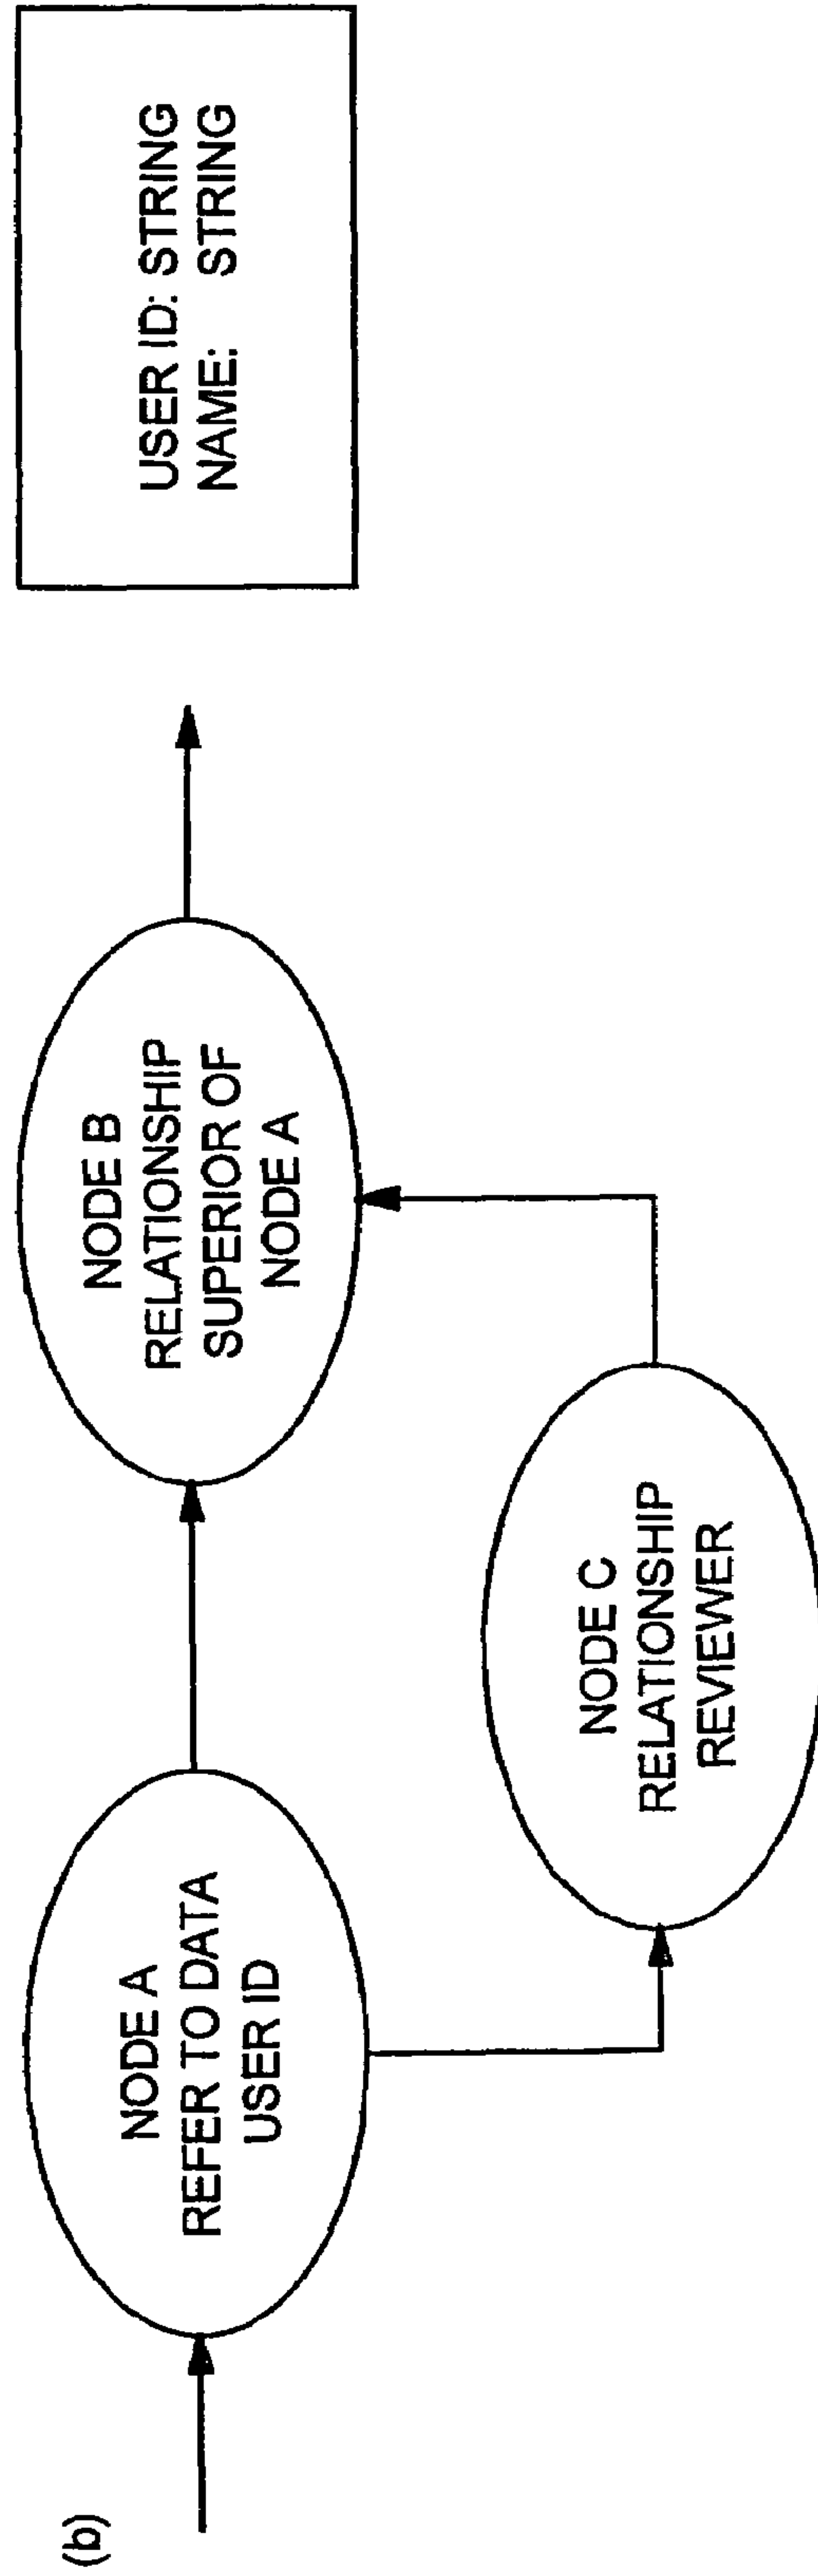 (b)
NODE A
REFER TO DATA
USER ID
NODE B
RELATIONSHIP
SUPERIOR OF
NODE A
NODE C
RELATIONSHIP
REVIEWER
USER ID: STRING
NAME: STRING